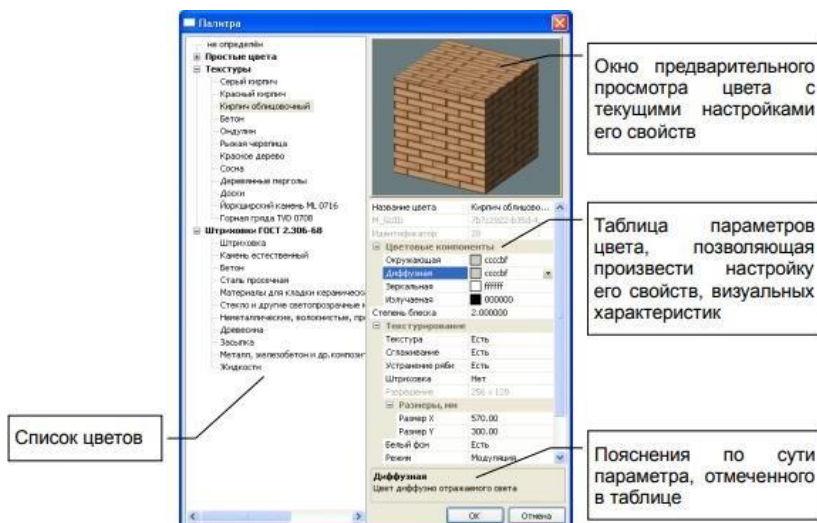 Палитра
не определён
Простые цвета
Текстуры
Серый кирпич
Красный кирпич
Кирпич облицовочный
Бетон
Ондулин
Рыжая черепица
Красное дерево
Сосна
Деревянные перголы
Доски
Йоркширский камень ML 0716
Горная гряда TVD 0708
Штриховки ГОСТ 2.306-68
Штриховка
Камень естественный
Бетон
Сталь просечная
Материалы для кладки керамическ
Стекло и другие светопрозрачные
Неметаллические, волокнистые, пр
Древесина
Засыпка
Металл, железобетон и др. композит
Жидкости
Название цвета Кирпич облицово...
M_GUID
Идентификатор 28
Цветовые компоненты
Окружающая ccccbf
Диффузная ccccbf
Зеркальная ffffff
Излучаемая 000000
Степень блеска 2.000000
Текстурирование
Текстура Есть
Сглаживание Есть
Устранение ряби Есть
Штриховка Нет
Разрешение 256 x 128
Размеры, мм
Размер X 570.00
Размер Y 300.00
Белый фон Есть
Режим Модуляция
Диффузная
Цвет диффузно отражаемого света
OK Отмена
Окно предварительного
просмотра цвета с
текущими настройками
его свойств
Таблица параметров
цвета, позволяющая
произвести настройку
его свойств, визуальных
характеристик
Список цветов
Пояснения по сути
параметра, отмеченного
в таблице